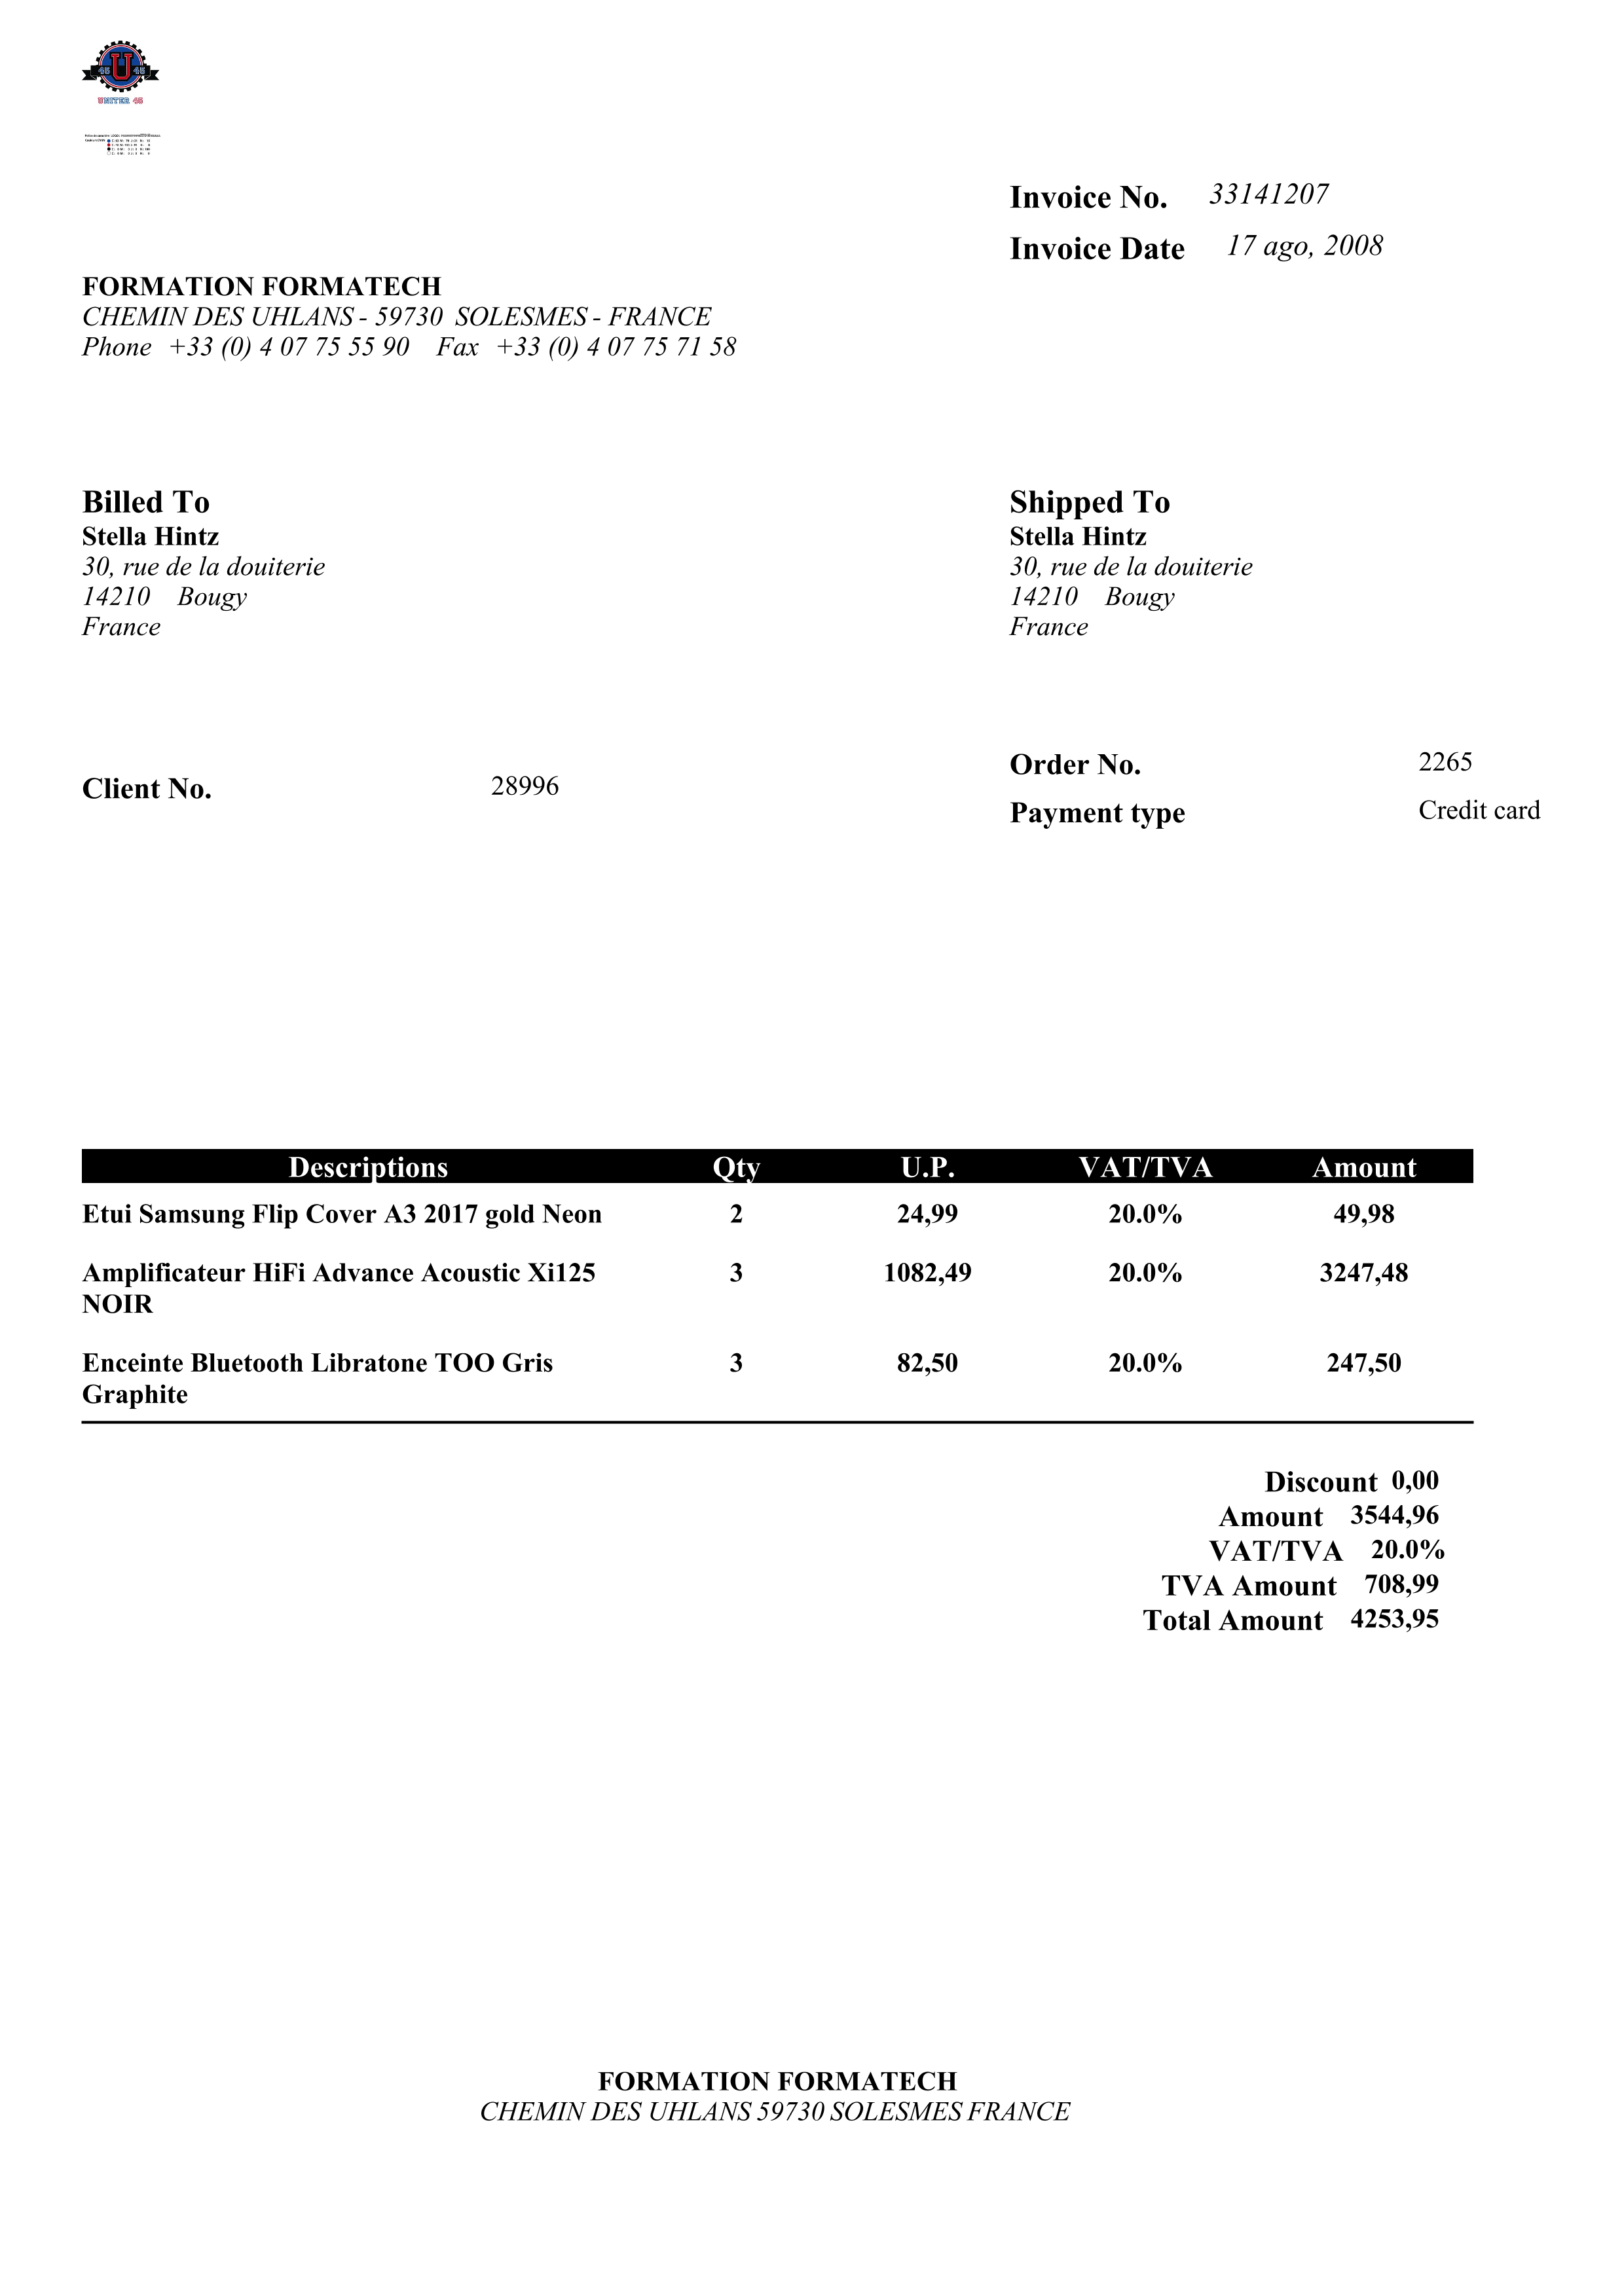 45 U 45
UNITER 45
Invoice No. 33141207
Invoice Date 17 ago, 2008
FORMATION FORMATECH
CHEMIN DES UHLANS - 59730 SOLESMES - FRANCE
Phone +33 (0) 4 07 75 55 90 Fax +33 (0) 4 07 75 71 58
Billed To
Stella Hintz
30, rue de la douiterie
14210 Bougy
France
Shipped To
Stella Hintz
30, rue de la douiterie
14210 Bougy
France
Client No. 28996
Order No. 2265
Payment type Credit card
Descriptions Qty U.P. VAT/TVA Amount
Etui Samsung Flip Cover A3 2017 gold Neon 2 24,99 20.0% 49,98
Amplificateur HiFi Advance Acoustic Xi125 3 1082,49 20.0% 3247,48
NOIR
Enceinte Bluetooth Libratone TOO Gris 3 82,50 20.0% 247,50
Graphite
Discount 0,00
Amount 3544,96
VAT/TVA 20.0%
TVA Amount 708,99
Total Amount 4253,95
FORMATION FORMATECH
CHEMIN DES UHLANS 59730 SOLESMES FRANCE